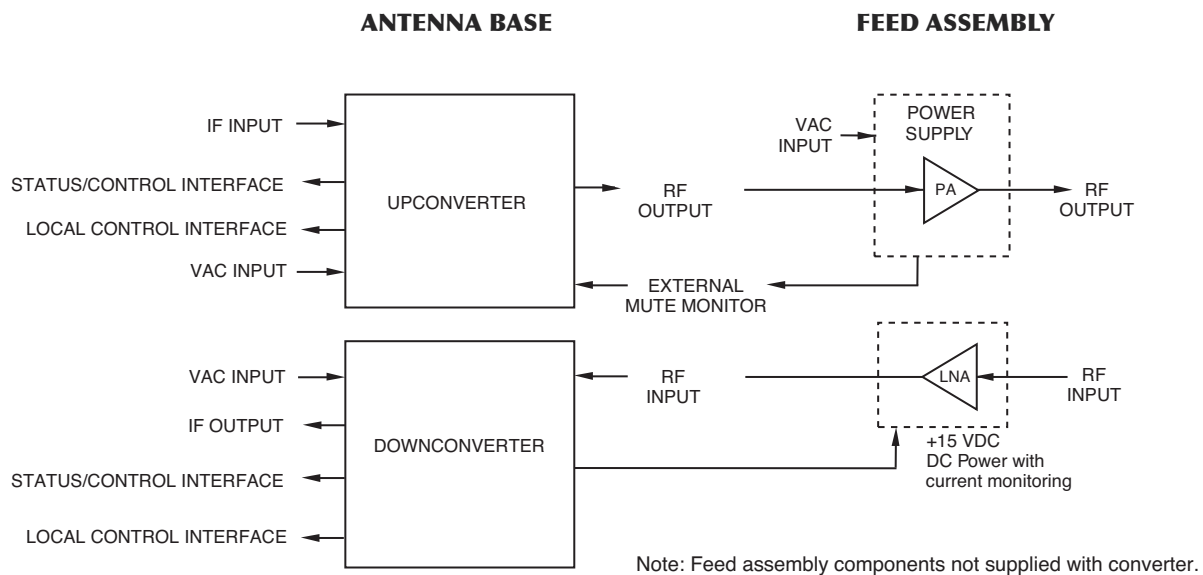 ANTENNA BASE
FEED ASSEMBLY
IF INPUT
STATUS/CONTROL INTERFACE
LOCAL CONTROL INTERFACE
VAC INPUT
UPCONVERTER
RF
OUTPUT
EXTERNAL
MUTE MONITOR
VAC
INPUT
POWER
SUPPLY
PA
RF
OUTPUT
VAC INPUT
IF OUTPUT
STATUS/CONTROL INTERFACE
LOCAL CONTROL INTERFACE
DOWNCONVERTER
RF
INPUT
LNA
RF
INPUT
+15 VDC
DC Power with
current monitoring
Note: Feed assembly components not supplied with converter.